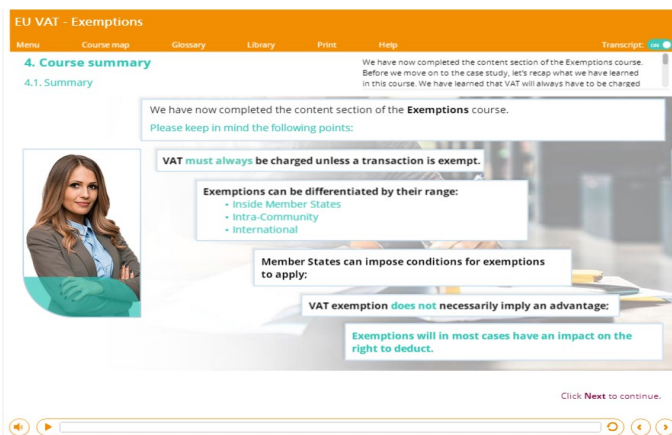 EU VAT - Exemptions
Menu Course map Glossary Library Print Help Transcript: ON
4. Course summary
4.1. Summary
We have now completed the content section of the Exemptions course.
Before we move on to the case study, let's recap what we have learned
in this course. We have learned that VAT will always have to be charged
We have now completed the content section of the Exemptions course.
Please keep in mind the following points:
VAT must always be charged unless a transaction is exempt.
Exemptions can be differentiated by their range:
• Inside Member States
• Intra-Community
• International
Member States can impose conditions for exemptions
to apply;
VAT exemption does not necessarily imply an advantage;
Exemptions will in most cases have an impact on the
right to deduct.
Click Next to continue.